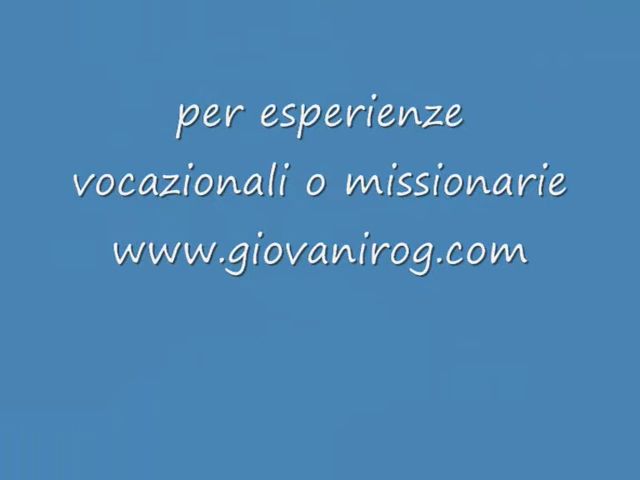 per esperienze
vocazionali o missionarie
www.giovanirog.com